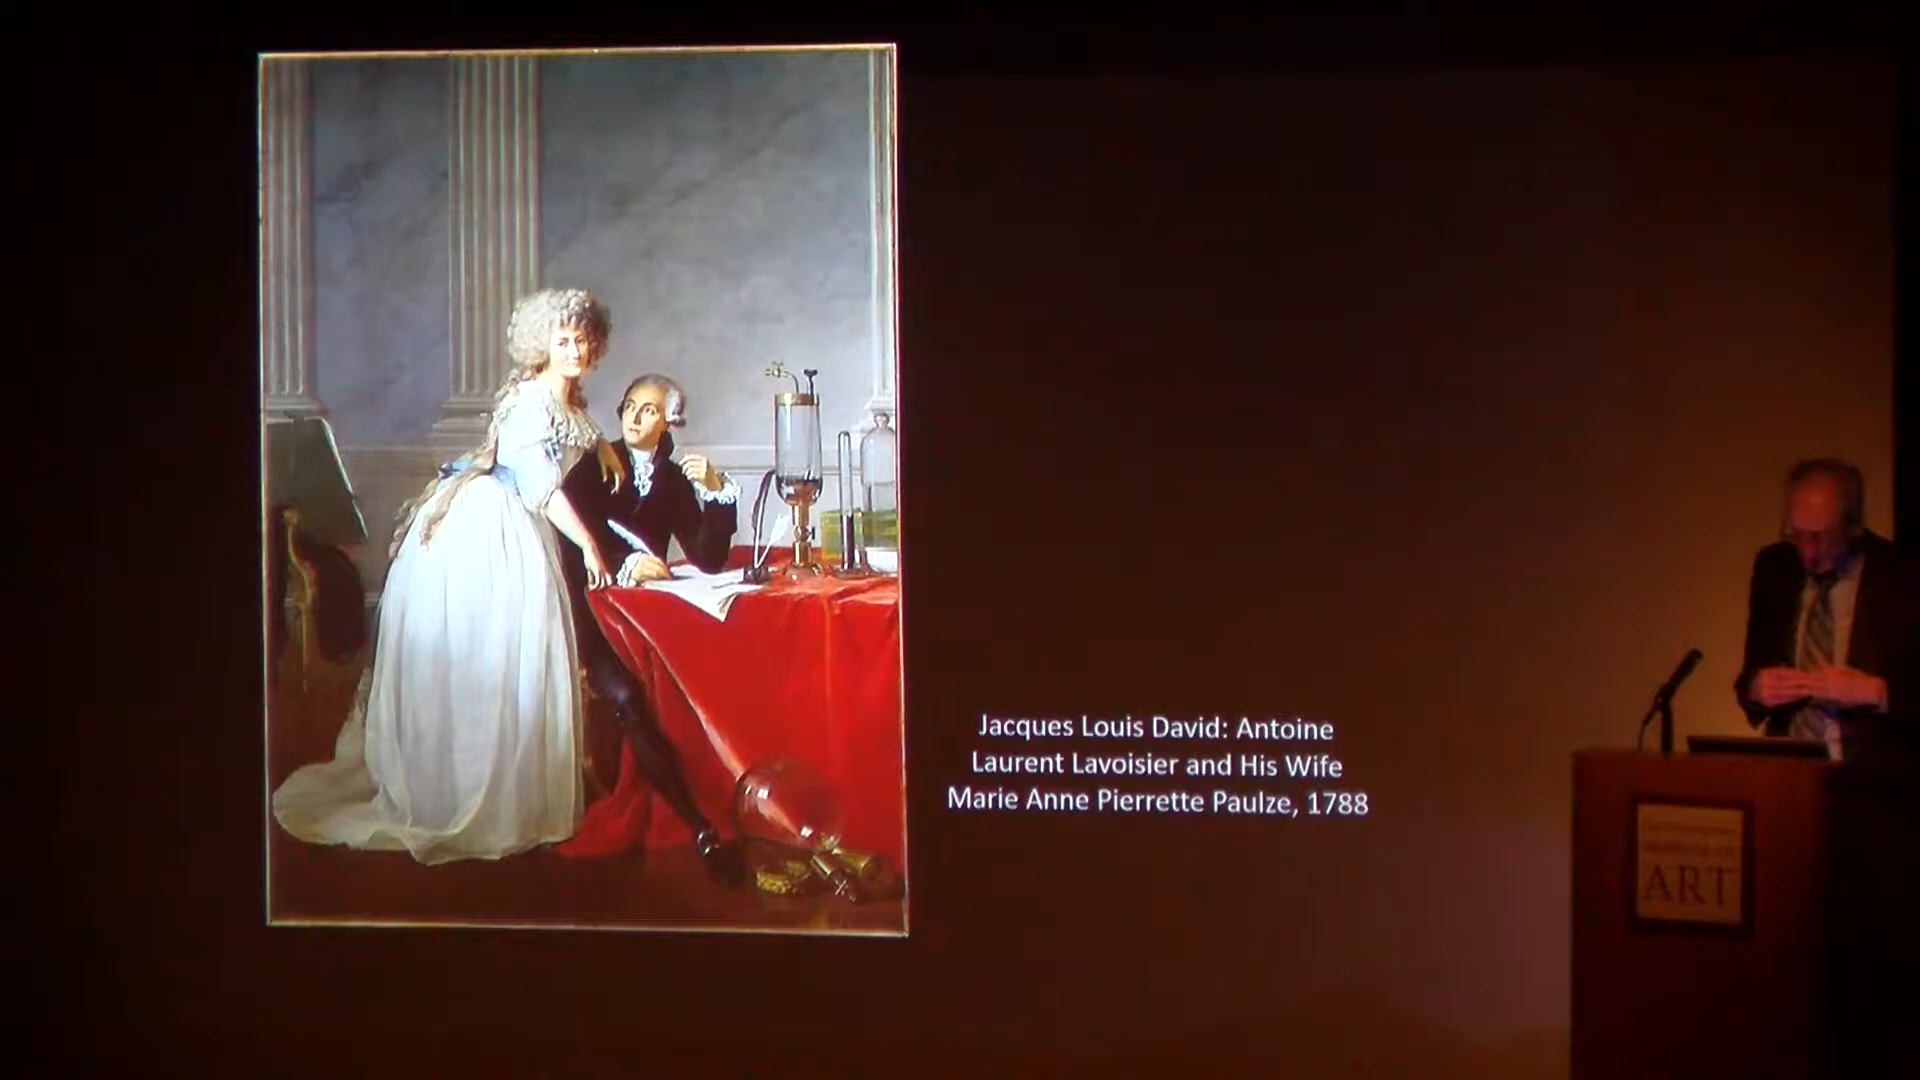 Jacques Louis David: Antoine
Laurent Lavoisier and His Wife
Marie Anne Pierrette Paulze, 1788
ART